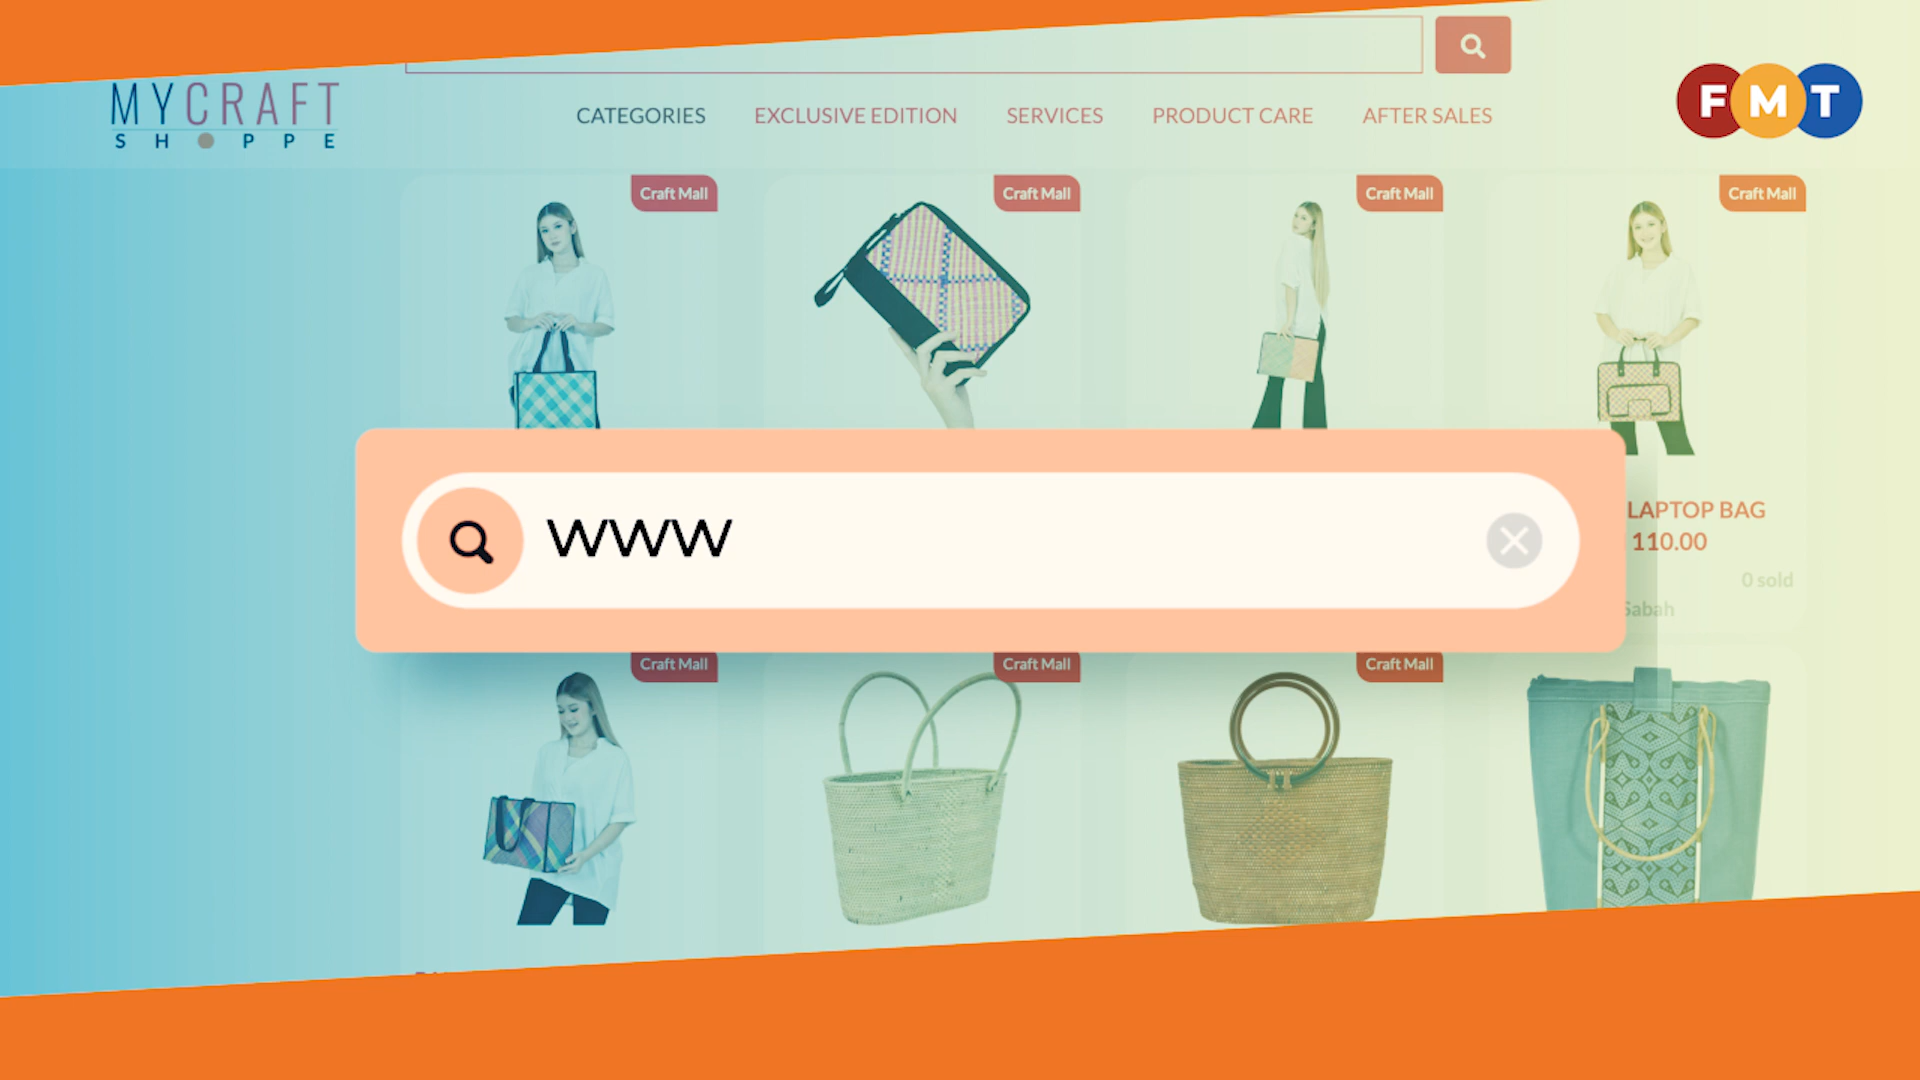 MYCRAFT
SHOPPE
CATEGORIES
EXCLUSIVE EDITION
SERVICES
PRODUCT CARE
AFTER SALES
FMT
Craft Mall
Craft Mall
Craft Mall
Craft Mall
LAPTOP BAG
110.00
0 sold
Sabah
www
Craft Mall
Craft Mall
Craft Mall